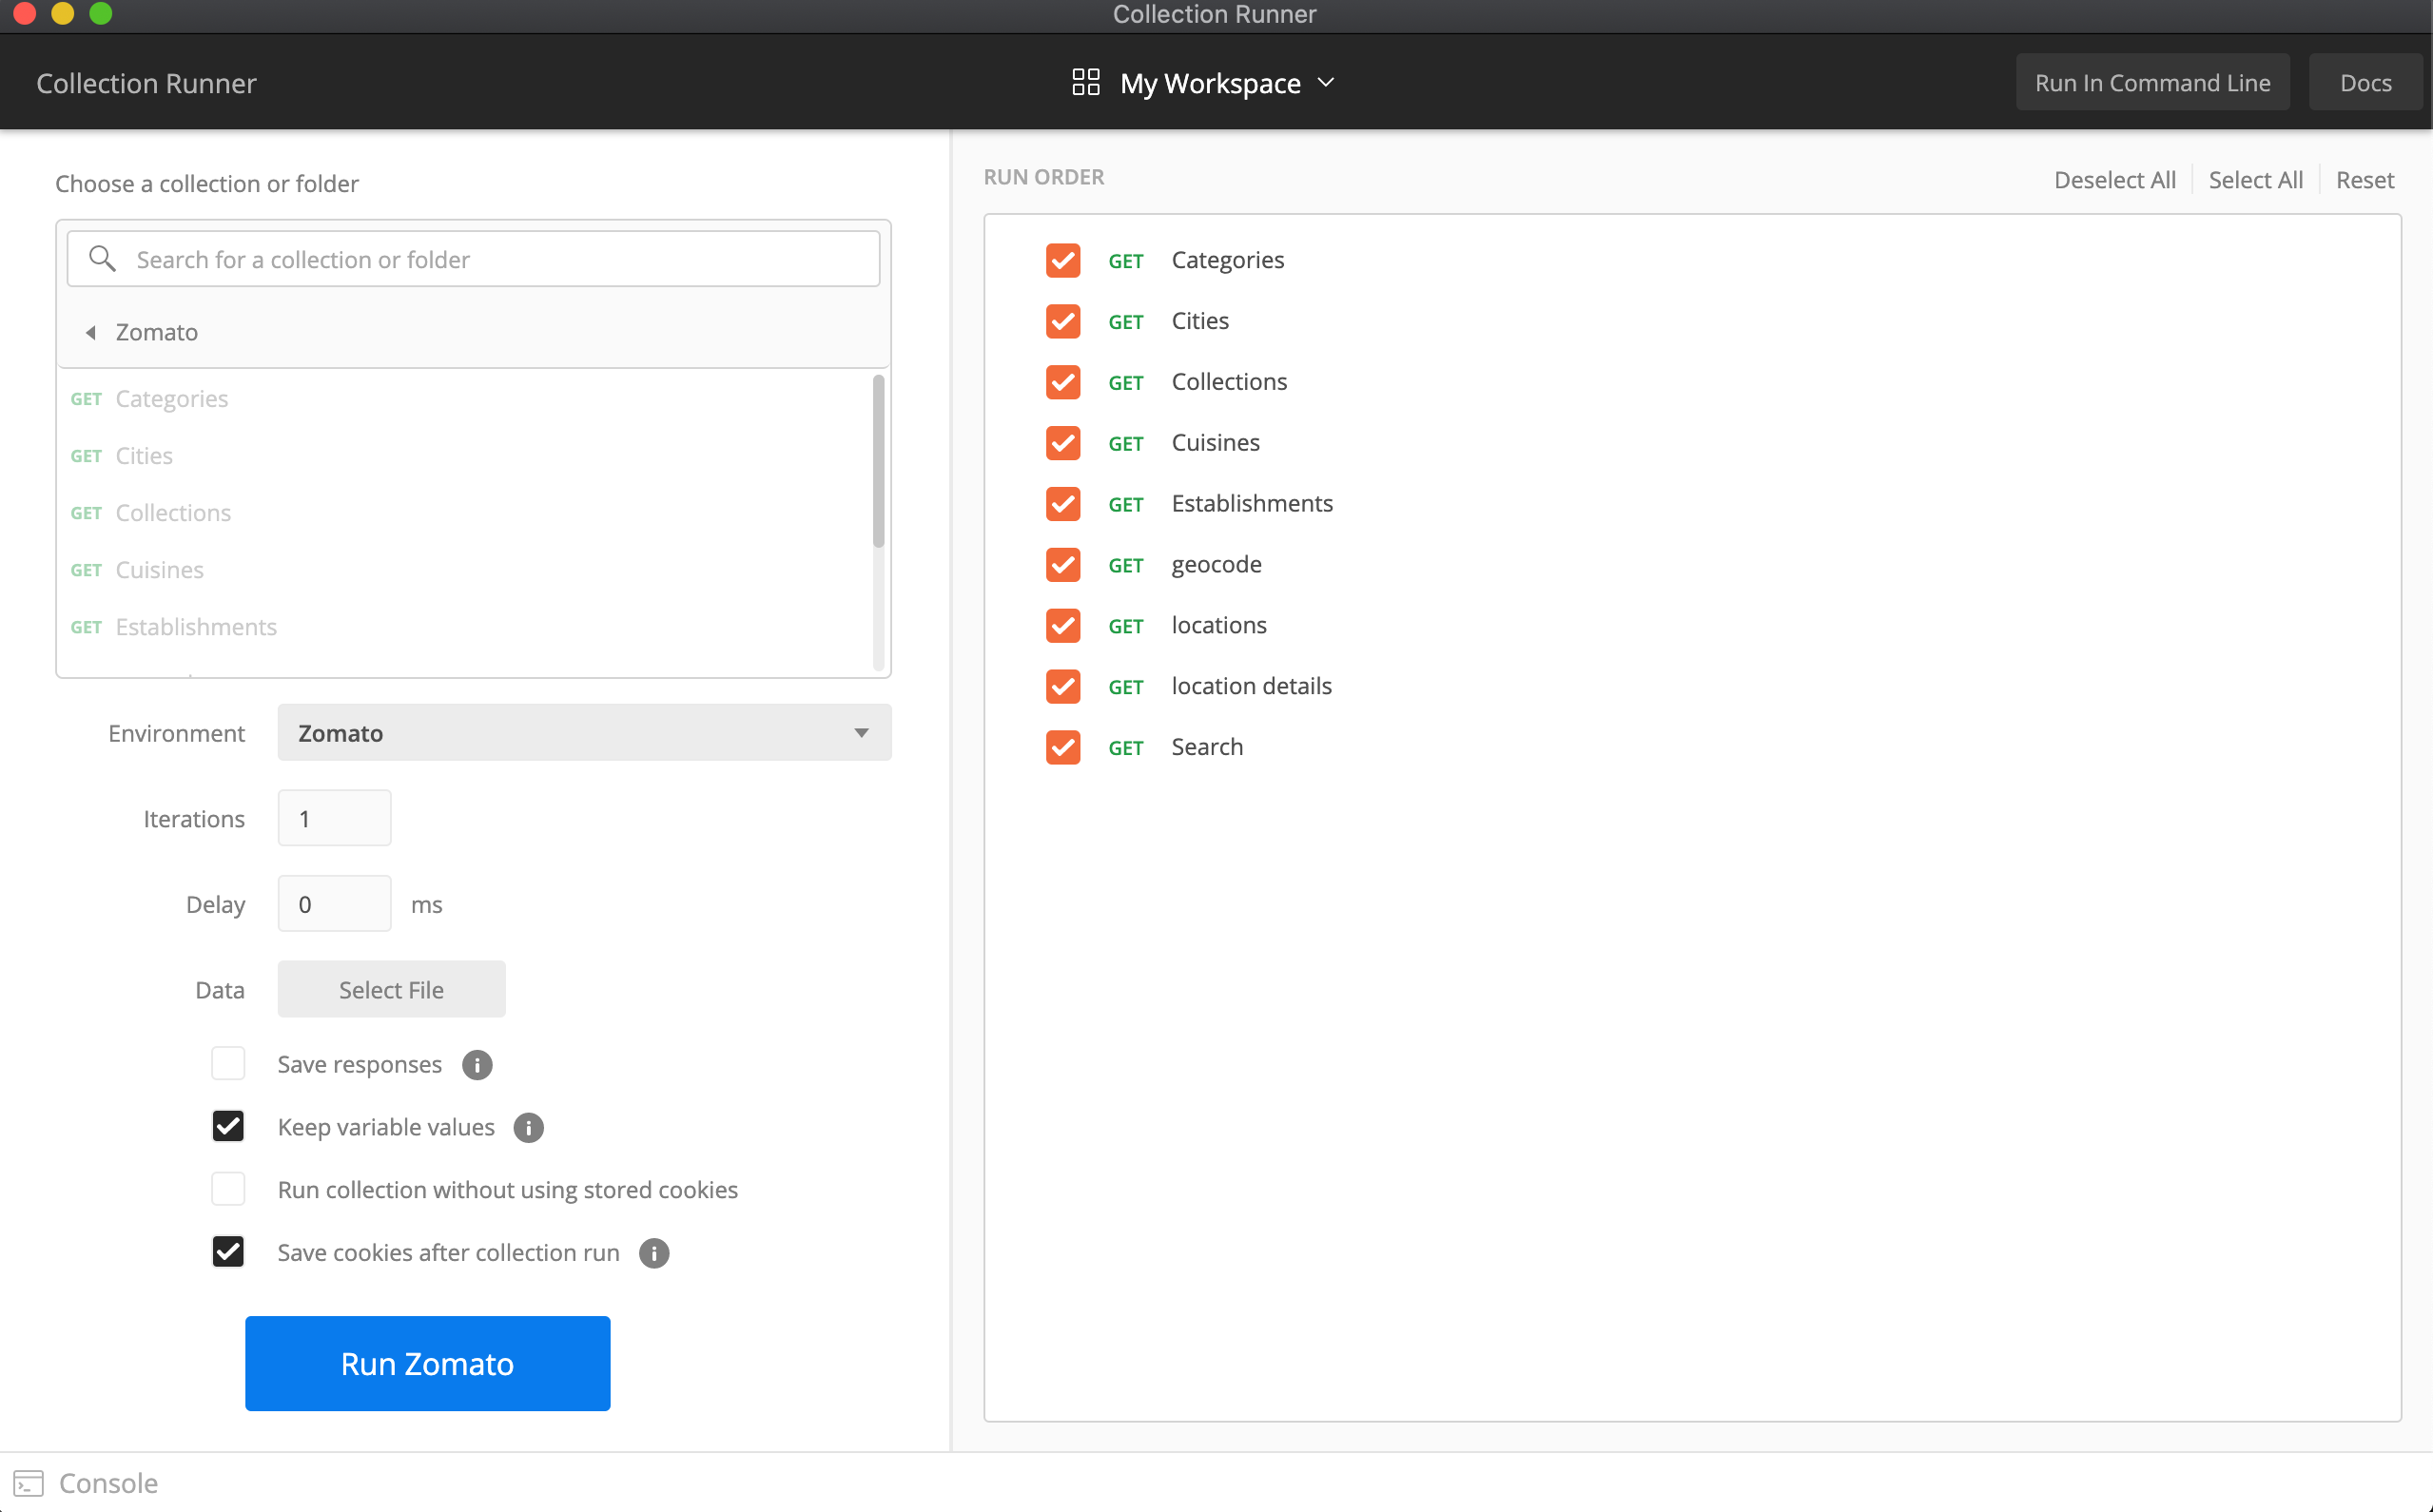 Collection Runner
Collection Runner
My Workspace
Run In Command Line
Docs
Choose a collection or folder
Search for a collection or folder
Zomato
GET Categories
GET Cities
GET Collections
GET Cuisines
GET Establishments
Environment Zomato
Iterations 1
Delay 0 ms
Data Select File
Save responses
Keep variable values
Run collection without using stored cookies
Save cookies after collection run
Run Zomato
RUN ORDER
Deselect All Select All Reset
GET Categories
GET Cities
GET Collections
GET Cuisines
GET Establishments
GET geocode
GET locations
GET location details
GET Search
Console